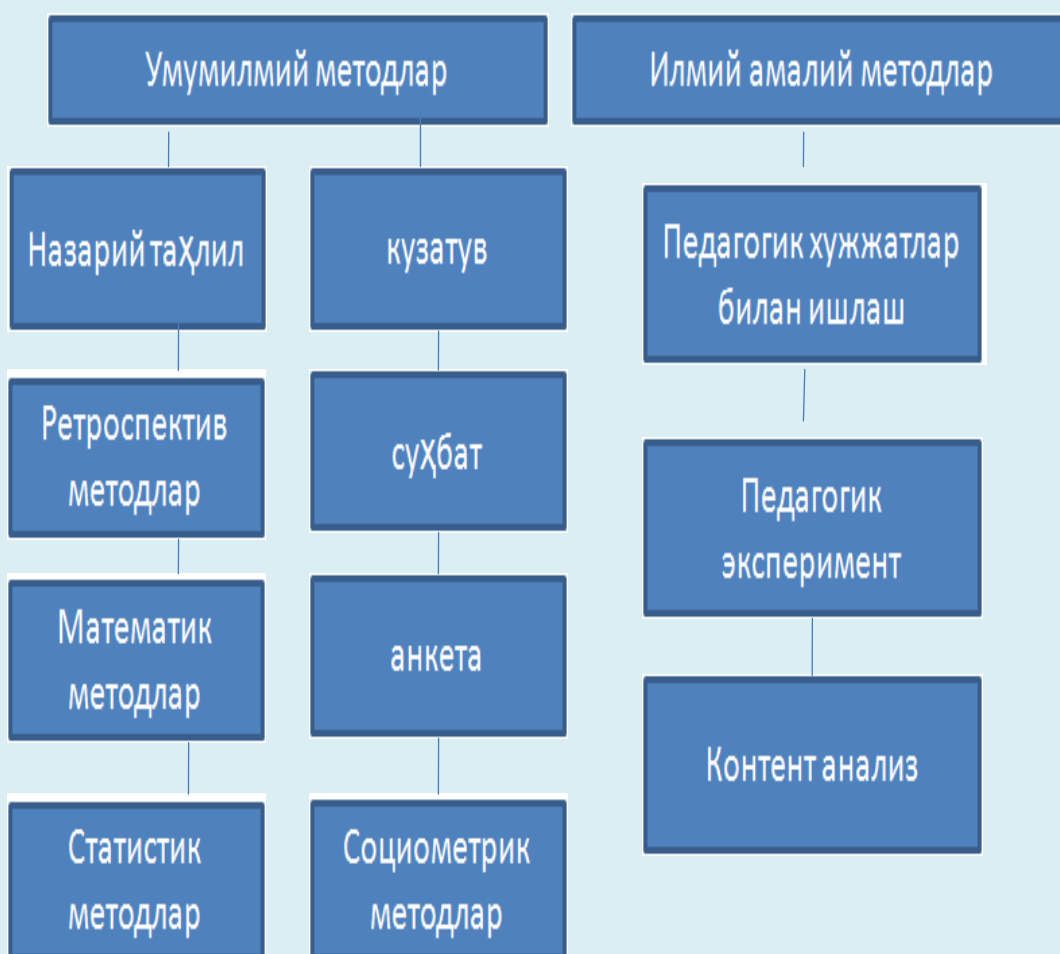 Умумилмий методлар
Илмий амалий методлар
Назарий таҲлил
Ретроспектив
методлар
Математик
методлар
Статистик
методлар
кузатув
суҲбат
анкета
Социометрик
методлар
Педагогик хужжатлар
билан ишлаш
Педагогик
эксперимент
Контент анализ